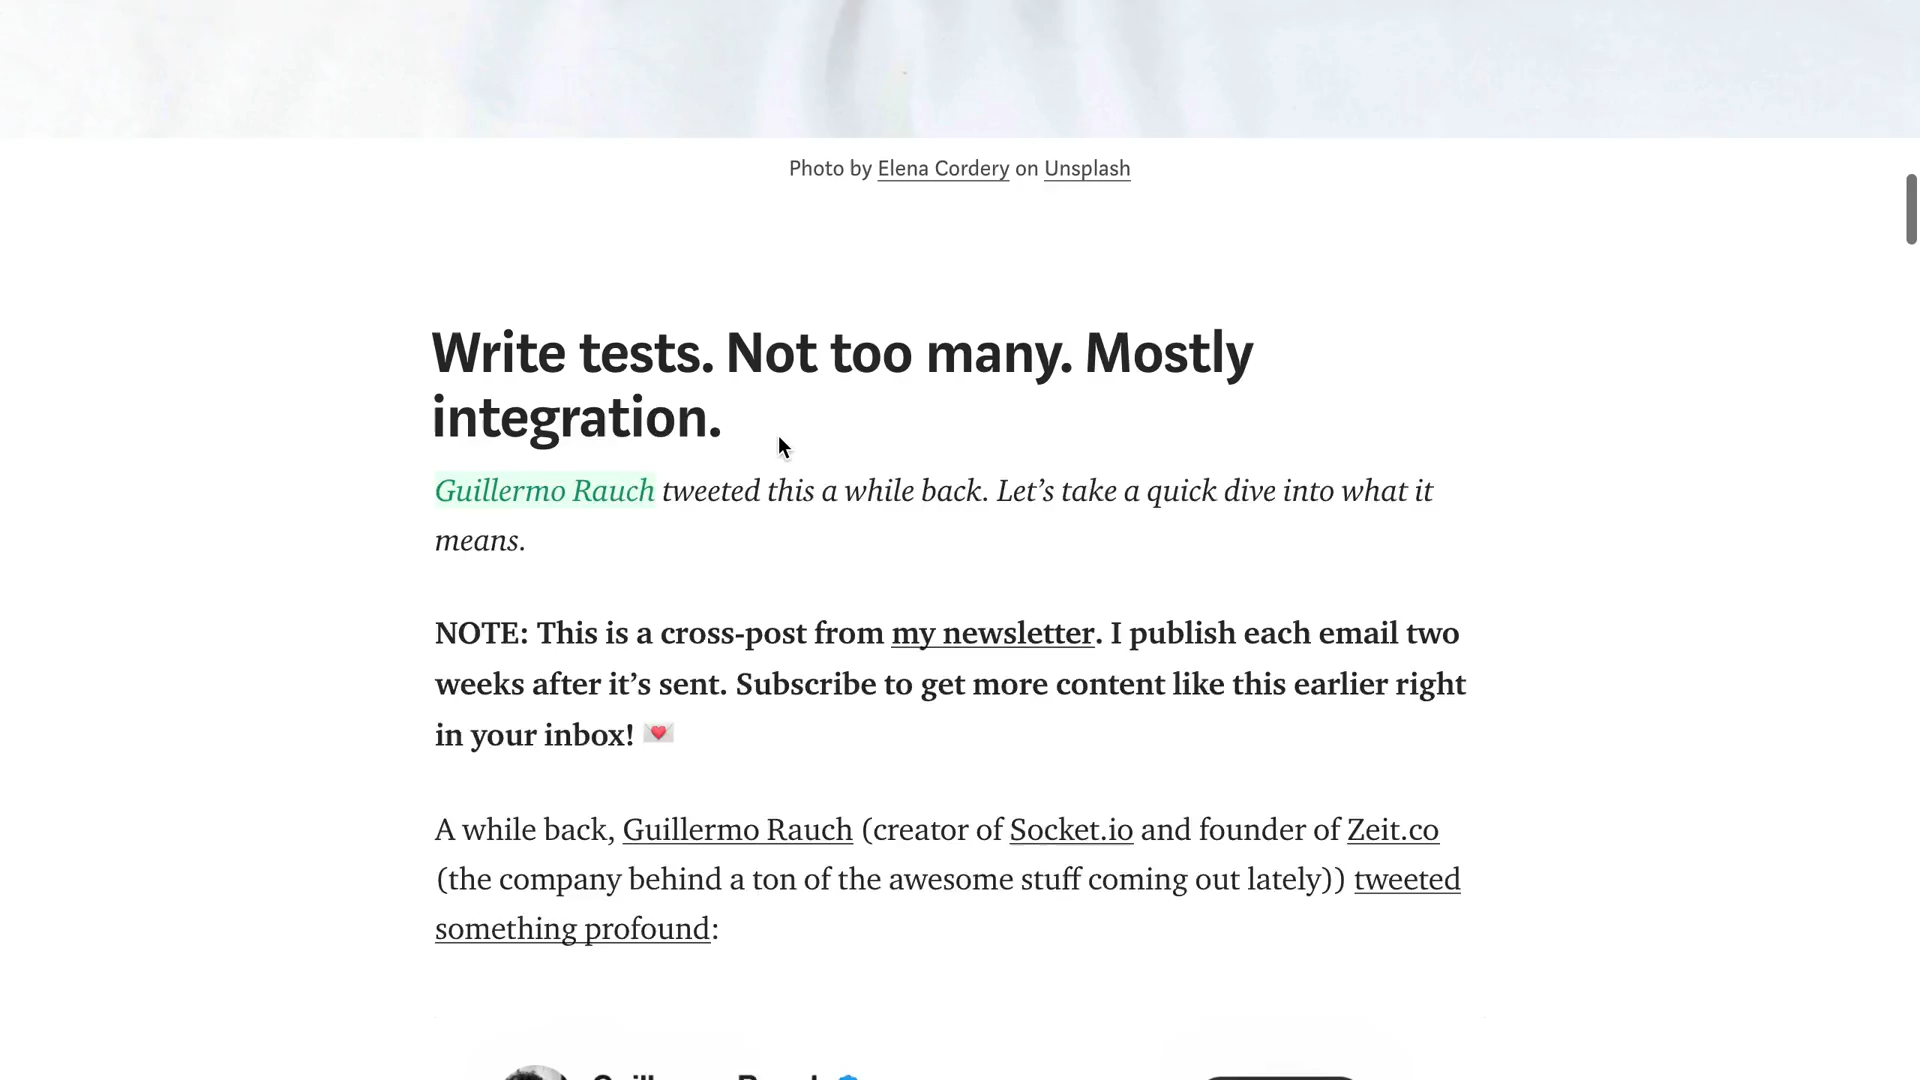 Photo by Elena Cordery on Unsplash
Write tests. Not too many. Mostly
integration.
Guillermo Rauch tweeted this a while back. Let’s take a quick dive into what it
means.
NOTE: This is a cross-post from my newsletter. I publish each email two
weeks after it’s sent. Subscribe to get more content like this earlier right
in your inbox! 💌
A while back, Guillermo Rauch (creator of Socket.io and founder of Zeit.co
(the company behind a ton of the awesome stuff coming out lately)) tweeted
something profound: